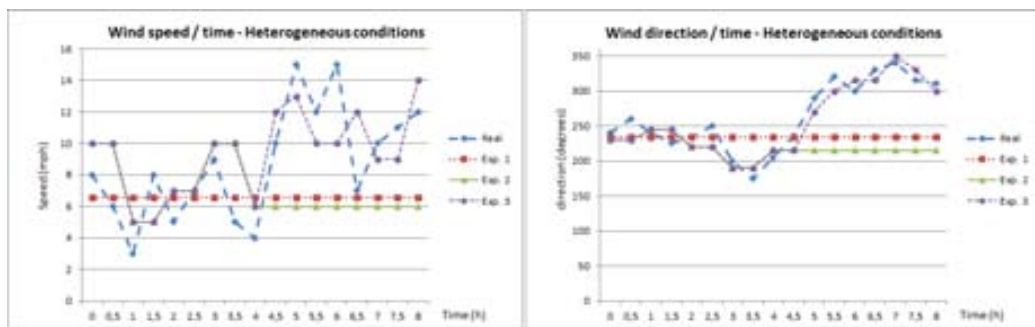 Wind speed / time - Heterogeneous conditions
Speed (mph)
16
14
12
10
8
6
4
2
0
0 0,5 1 1,5 2 2,5 3 3,5 4 4,5 5 5,5 6 6,5 7 7,5 8 Time (h)
Real
Exp. 1
Exp. 2
Exp. 3
Wind direction / time - Heterogeneous conditions
direction (degrees)
350
300
250
200
150
100
50
0
0 0,5 1 1,5 2 2,5 3 3,5 4 4,5 5 5,5 6 6,5 7 7,5 8 Time (h)
Real
Exp. 1
Exp. 2
Exp. 3